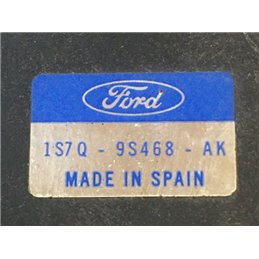 Ford
1S7Q - 9S468 - AK
MADE IN SPAIN